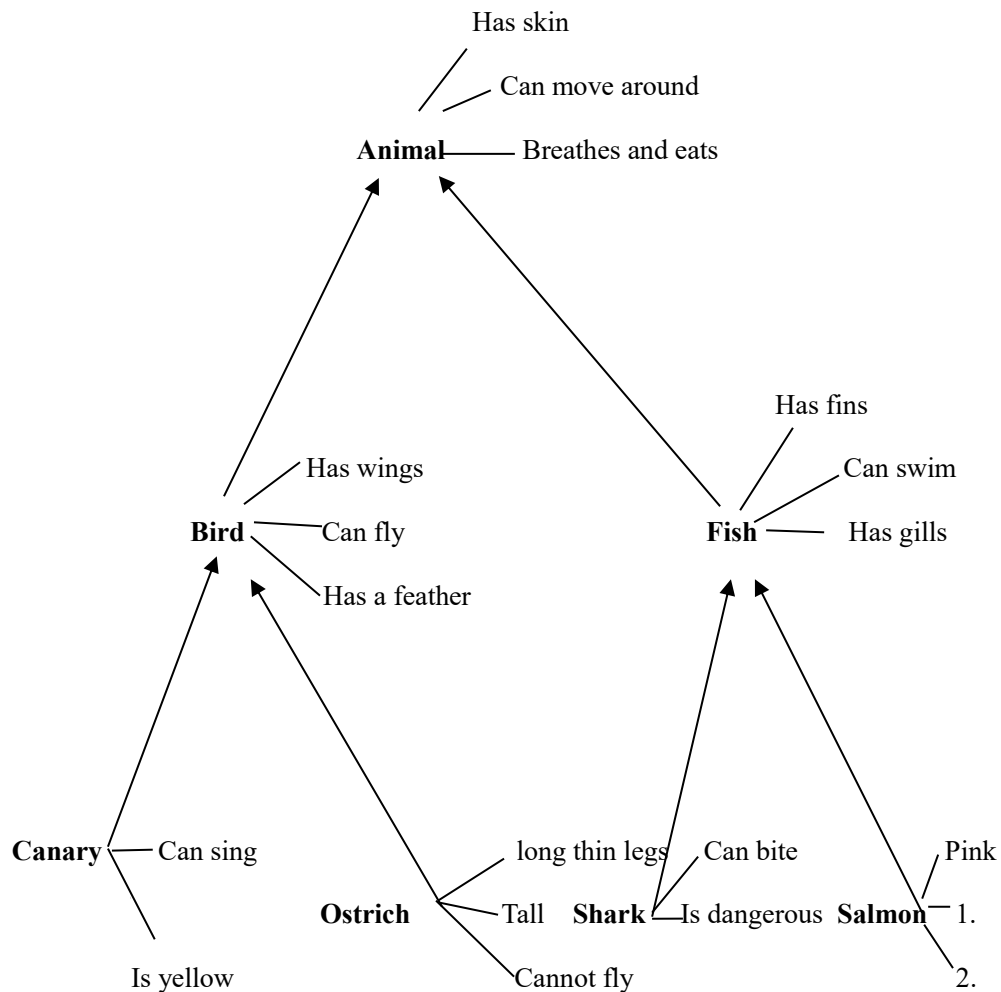 Has skin
Can move around
Animal
Breathes and eats
Has fins
Has wings
Can swim
Bird
Can fly
Fish
Has gills
Has a feather
Canary
Can sing
long thin legs
Can bite
Pink
Ostrich
Tall
Shark
Is dangerous
Salmon
1.
Is yellow
Cannot fly
2.